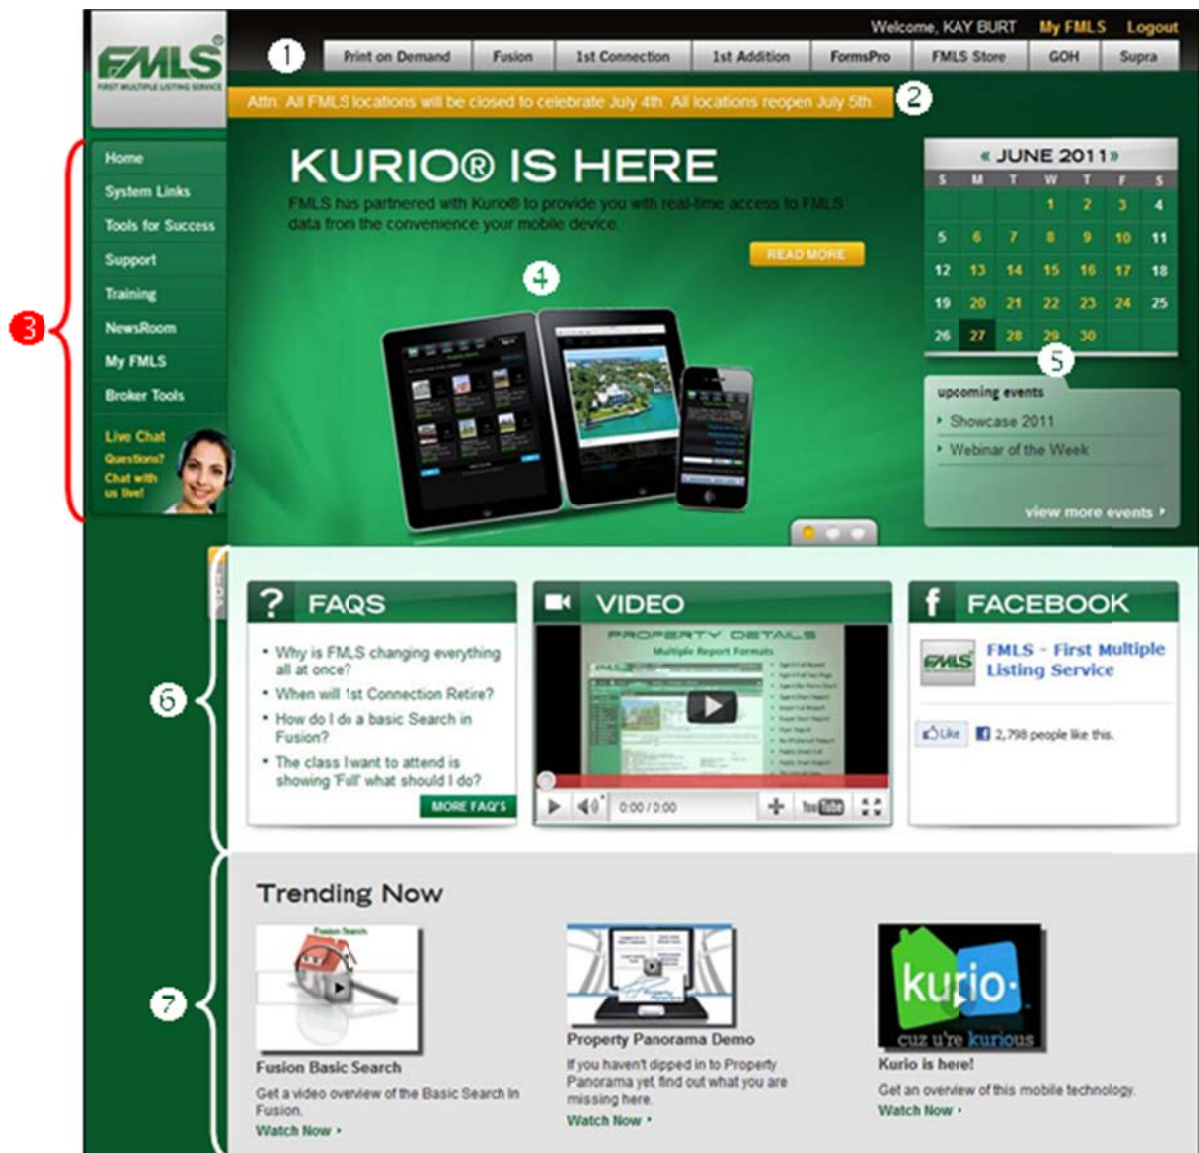 Welcome, KAY BURT My FMLS Logout
FMLS®
FIRST MULTIPLE LISTING SERVICE
1 Print on Demand Fusion 1st Connection 1st Addition FormsPro FMLS Store GOH Supra
Attn: All FMLS locations will be closed to celebrate July 4th. All locations reopen July 5th. 2
3
Home
System Links
Tools for Success
Support
Training
NewsRoom
My FMLS
Broker Tools
Live Chat
Questions?
Chat with
us live!
KURIO® IS HERE
FMLS has partnered with Kurio® to provide you with real-time access to FMLS
data from the convenience your mobile device.
READ MORE
4
« JUNE 2011 »
S M T W T F S
1 2 3 4
5 6 7 8 9 10 11
12 13 14 15 16 17 18
19 20 21 22 23 24 25
26 27 28 29 30
5
upcoming events
Showcase 2011
Webinar of the Week
view more events
6
? FAQS
• Why is FMLS changing everything
all at once?
• When will 1st Connection Retire?
• How do I do a basic Search in
Fusion?
• The class I want to attend is
showing 'Full' what should I do?
MORE FAQ'S
VIDEO
PROPERTY DETAILS
Multiple Report Formats
0:00 / 0:00
YouTube
f FACEBOOK
FMLS
FMLS - First Multiple
Listing Service
Like 2,798 people like this.
7
Trending Now
Fusion Search
Fusion Basic Search
Get a video overview of the Basic Search In
Fusion.
Watch Now
Property Panorama Demo
If you haven't dipped in to Property
Panorama yet find out what you are
missing here.
Watch Now
kurio
cuz u're kurious
Kurio is here!
Get an overview of this mobile technology.
Watch Now